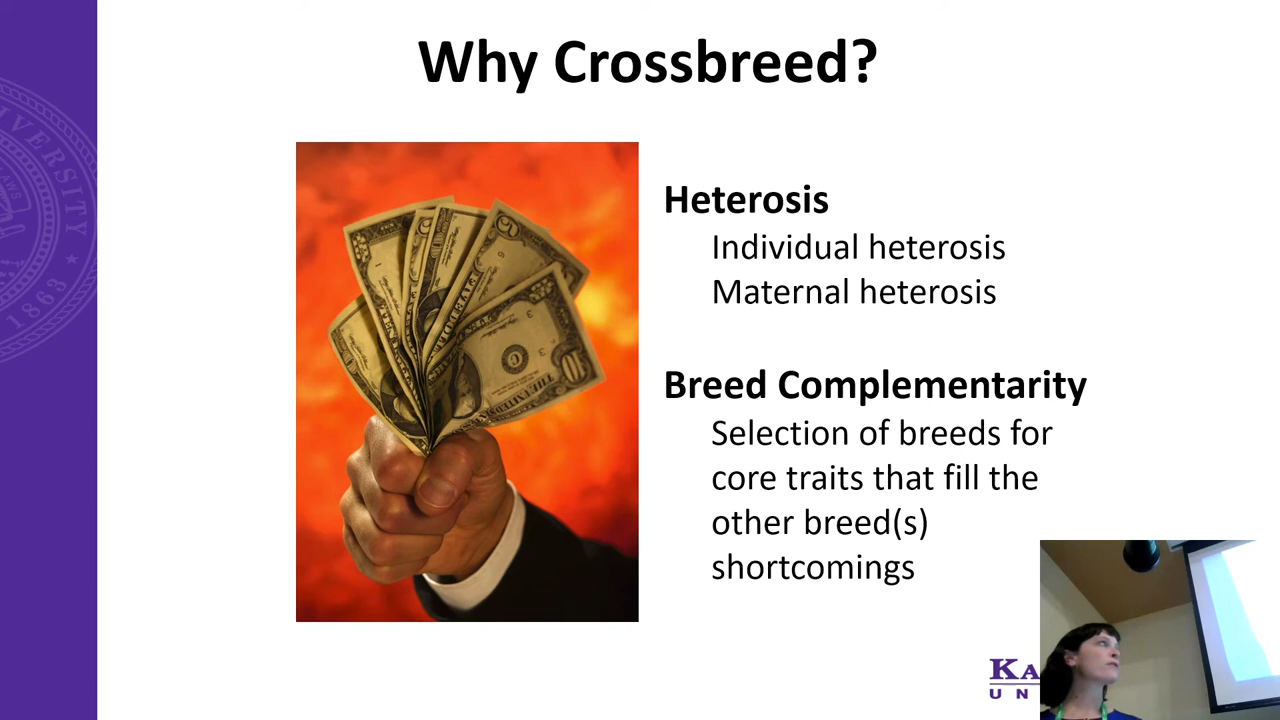 Why Crossbreed?
Heterosis
Individual heterosis
Maternal heterosis
Breed Complementarity
Selection of breeds for
core traits that fill the
other breed(s)
shortcomings
1863